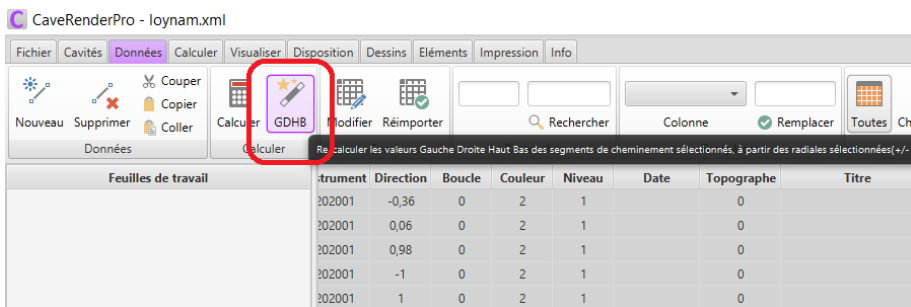 CaveRenderPro - loynam.xml
Fichier Cavités Données Calculer Visualiser Disposition Dessins Eléments Impression Info
Nouveau Supprimer Couper Copier Coller Calculer GDHB Modifier Réimporter Rechercher Colonne Remplacer Toutes
Données Calculer
Recalculer les valeurs Gauche Droite Haut Bas des segments de cheminement sélectionnés, à partir des radiales sélectionnées(+/-
Feuilles de travail
strument Direction Boucle Couleur Niveau Date Topographe Titre
202001 -0,36 0 2 1 0
202001 0,06 0 2 1 0
202001 0,98 0 2 1 0
202001 -1 0 2 1 0
202001 1 0 2 1 0